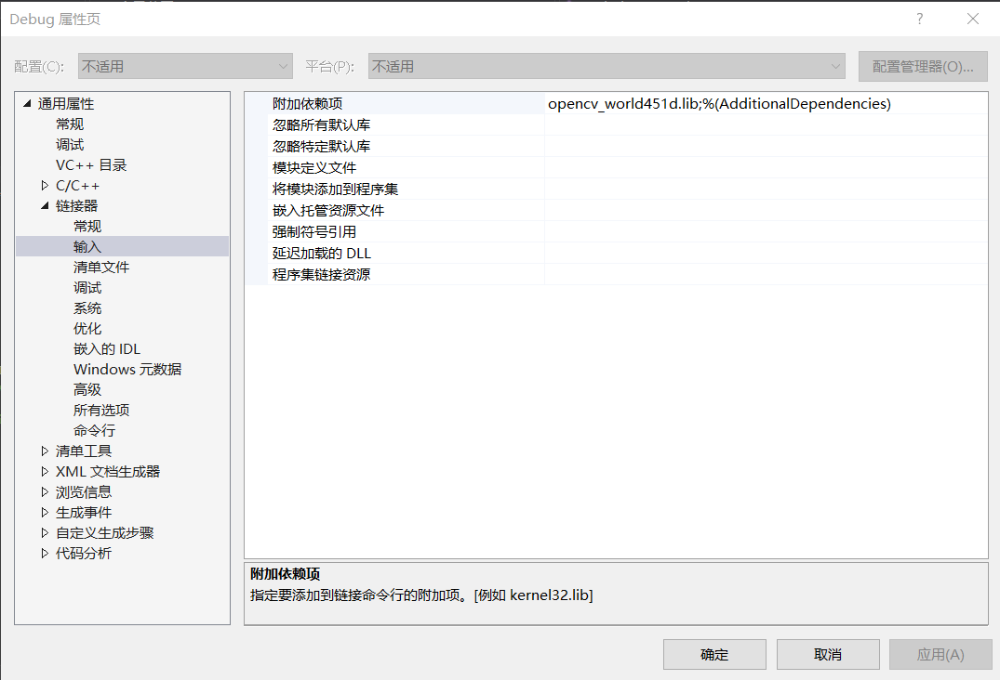 Debug 属性页
配置(C): 不适用 平台(P): 不适用 配置管理器(O)...
通用属性
常规
调试
VC++ 目录
C/C++
链接器
常规
输入
清单文件
调试
系统
优化
嵌入的 IDL
Windows 元数据
高级
所有选项
命令行
清单工具
XML 文档生成器
浏览信息
生成事件
自定义生成步骤
代码分析
附加依赖项 opencv_world451d.lib;%(AdditionalDependencies)
忽略所有默认库
忽略特定默认库
模块定义文件
将模块添加到程序集
嵌入托管资源文件
强制符号引用
延迟加载的 DLL
程序集链接资源
附加依赖项
指定要添加到链接命令行的附加项。[例如 kernel32.lib]
确定 取消 应用(A)